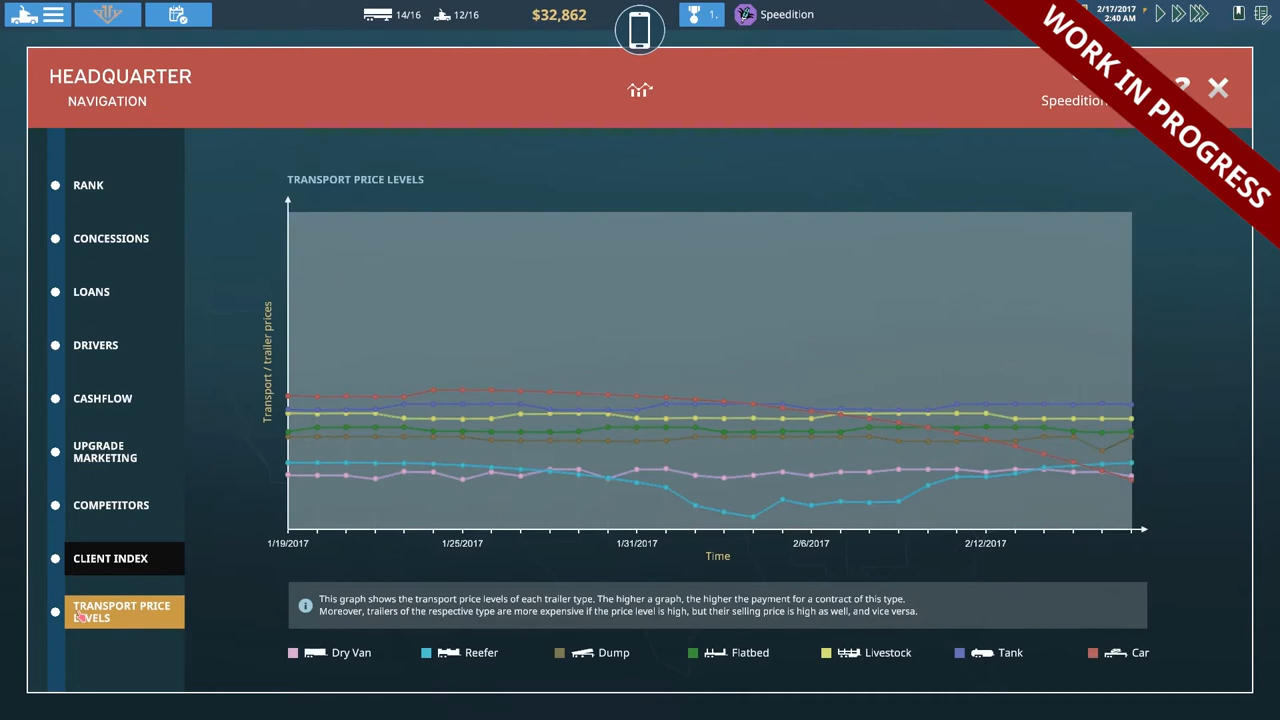 14/16
12/16
$32,862
1.
Speedition
2/17/2017
2:40 AM
WORK IN PROGRESS
HEADQUARTER
NAVIGATION
?
Speedition
RANK
CONCESSIONS
LOANS
DRIVERS
CASHFLOW
UPGRADE
MARKETING
COMPETITORS
CLIENT INDEX
TRANSPORT PRICE
LEVELS
TRANSPORT PRICE LEVELS
Transport / trailer prices
1/19/2017
1/25/2017
1/31/2017
2/6/2017
2/12/2017
Time
This graph shows the transport price levels of each trailer type. The higher a graph, the higher the payment for a contract of this type.
Moreover, trailers of the respective type are more expensive if the price level is high, but their selling price is high as well, and vice versa.
Dry Van
Reefer
Dump
Flatbed
Livestock
Tank
Car